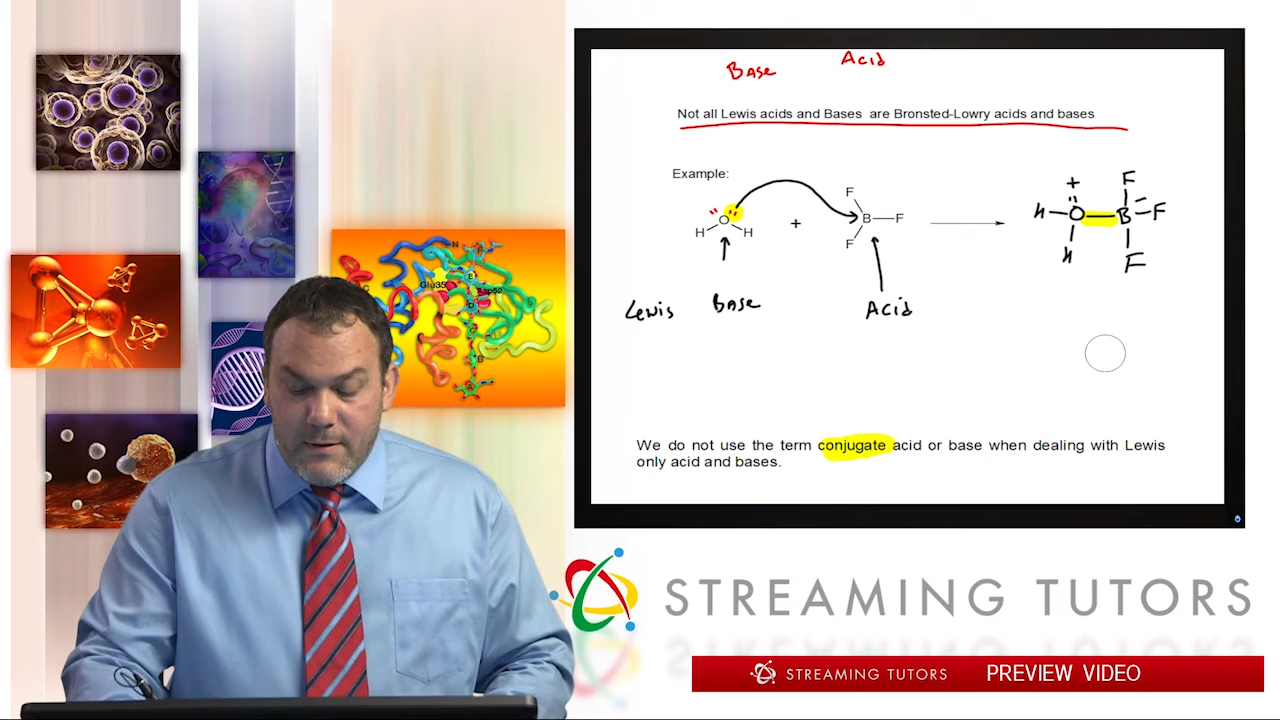 Base Acid
Not all Lewis acids and Bases are Bronsted-Lowry acids and bases
Example:
+ F F
F H O B F
H O H + B F
F H F
Lewis Base Acid
We do not use the term conjugate acid or base when dealing with Lewis
only acid and bases.
N
C Glu35 E Asp52
D
C
B
A
STREAMING TUTORS
STREAMING TUTORS PREVIEW VIDEO